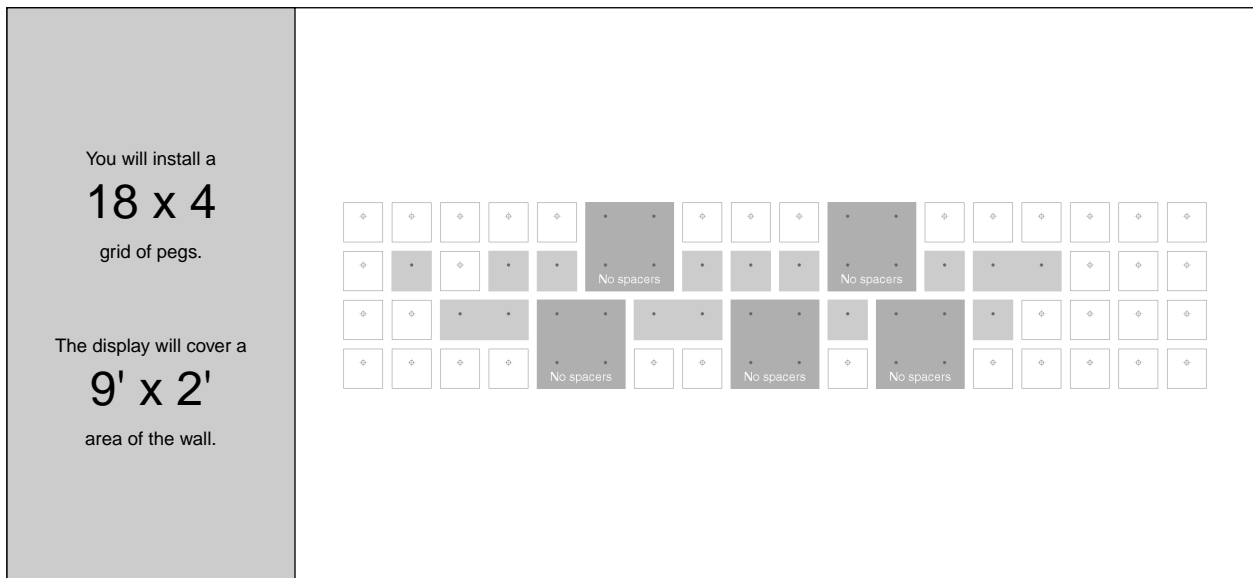 You will install a
18 x 4
grid of pegs.
The display will cover a
9' x 2'
area of the wall.
No spacers
No spacers
No spacers
No spacers
No spacers